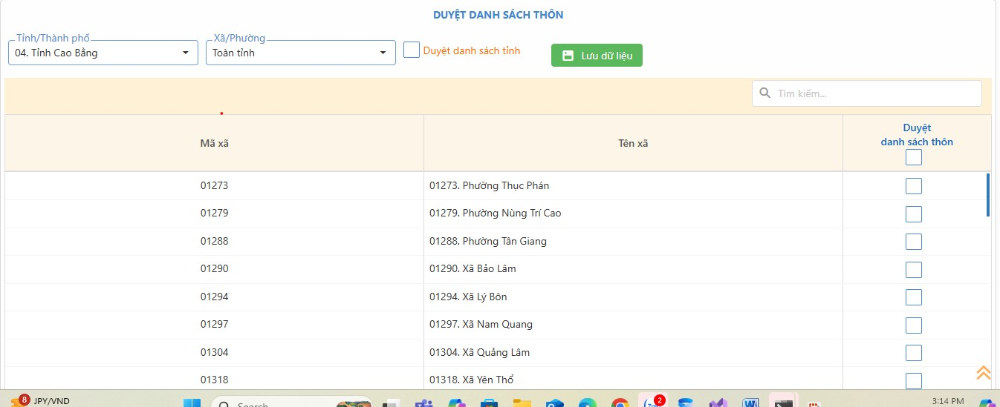 DUYỆT DANH SÁCH THÔN
Tỉnh/Thành phố
04. Tỉnh Cao Bằng
Xã/Phường
Toàn tỉnh
Duyệt danh sách tỉnh
Lưu dữ liệu
Tìm kiếm...
Mã xã
Tên xã
Duyệt
danh sách thôn
01273
01273. Phường Thục Phán
01279
01279. Phường Nùng Trí Cao
01288
01288. Phường Tân Giang
01290
01290. Xã Bảo Lâm
01294
01294. Xã Lý Bôn
01297
01297. Xã Nam Quang
01304
01304. Xã Quảng Lâm
01318
01318. Xã Yên Thổ
8
JPY/VND
Search
Zalo
2
W
3:14 PM